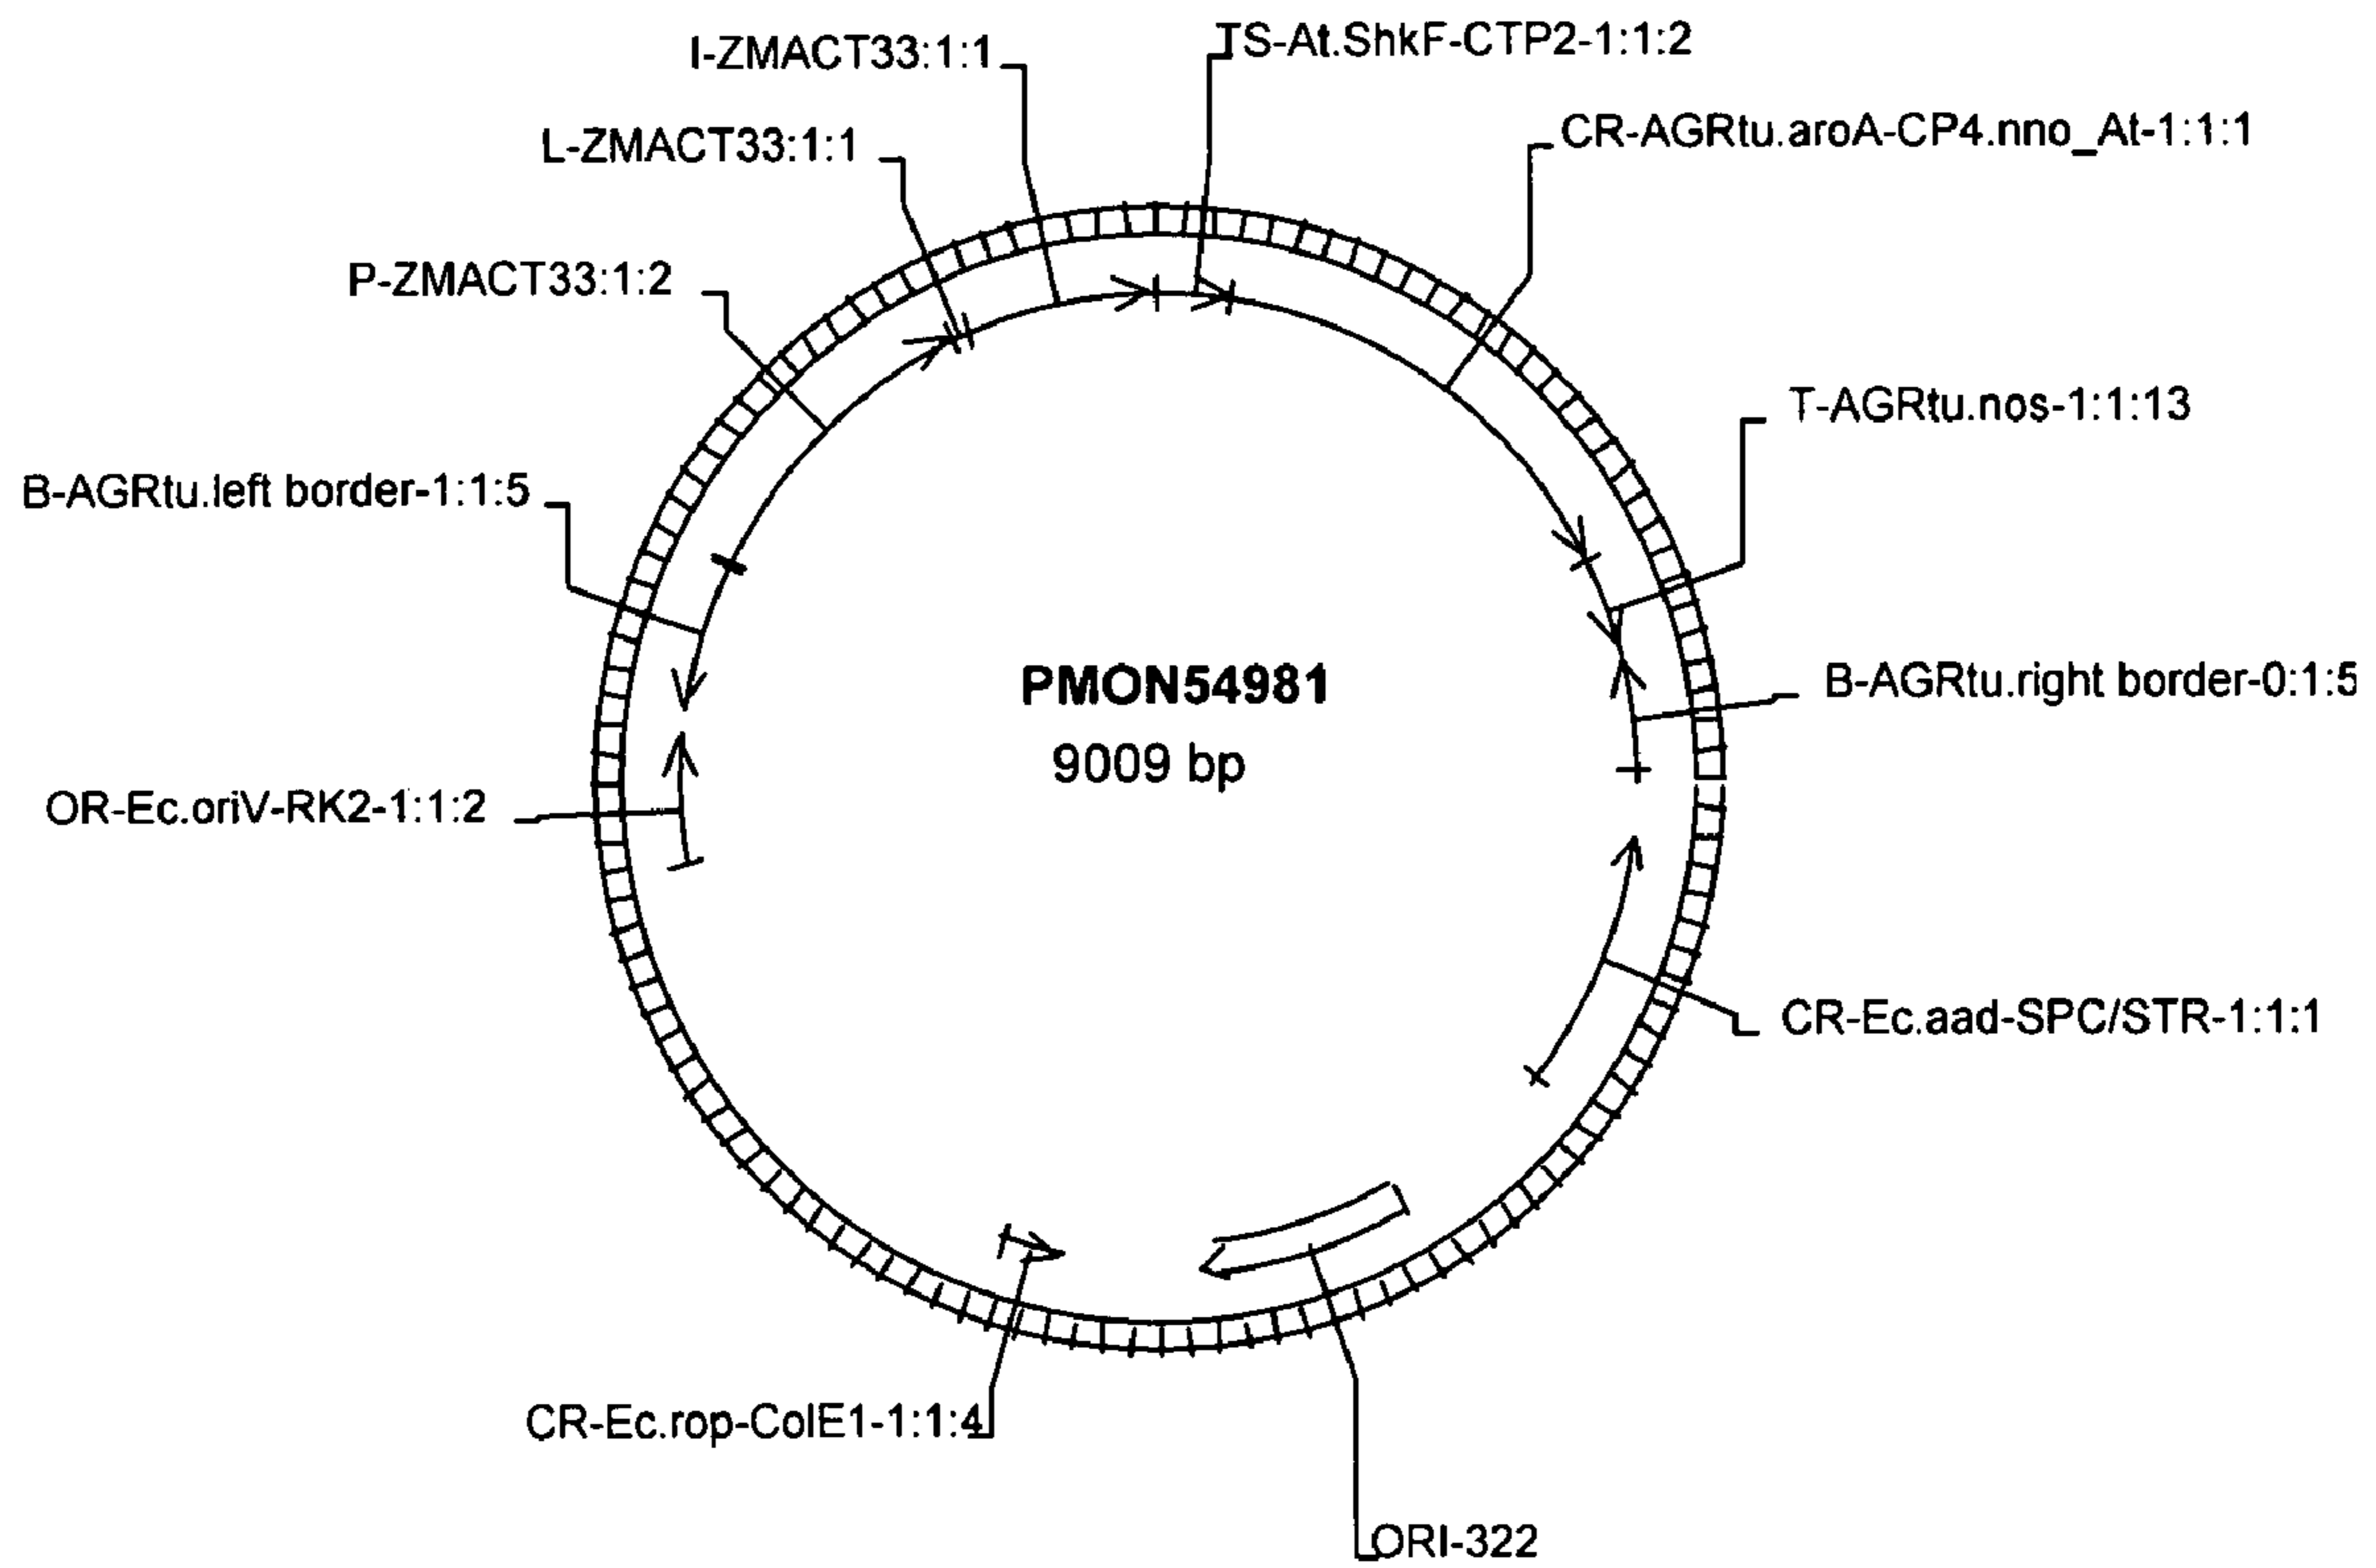 TS-At.ShkF-CTP2-1:1:2
I-ZMACT33:1:1
CR-AGRtu.aroA-CP4.nno_At-1:1:1
L-ZMACT33:1:1
P-ZMACT33:1:2
T-AGRtu.nos-1:1:13
B-AGRtu.left border-1:1:5
PMON54981
B-AGRtu.right border-0:1:5
9009 bp
OR-Ec.oriV-RK2-1:1:2
CR-Ec.aad-SPC/STR-1:1:1
CR-Ec.rop-ColE1-1:1:4
ORI-322